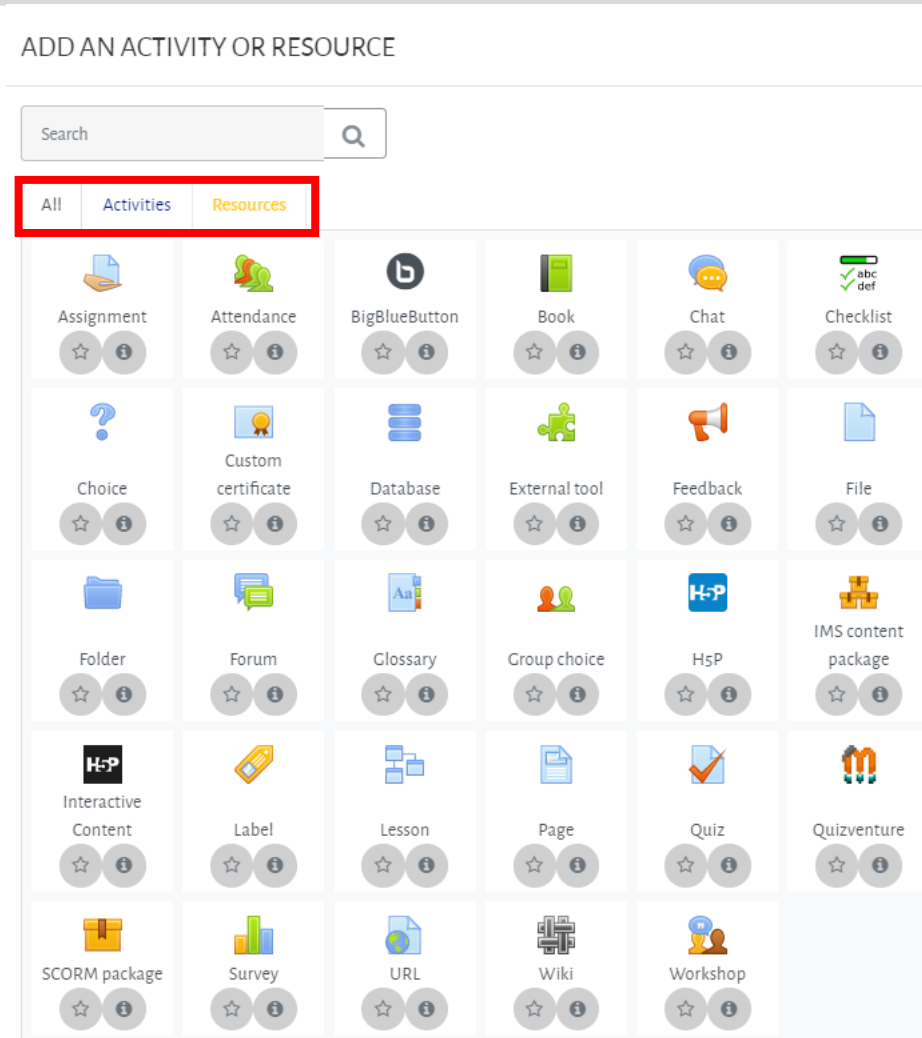 ADD AN ACTIVITY OR RESOURCE
Search
All Activities Resources
abc
def
Assignment Attendance BigBlueButton Book Chat Checklist
Custom
Choice certificate Database External tool Feedback File
Aa
H5P
IMS content
Folder Forum Glossary Group choice H5P package
H5P
Interactive
Content Label Lesson Page Quiz Quizventure
SCORM package Survey URL Wiki Workshop